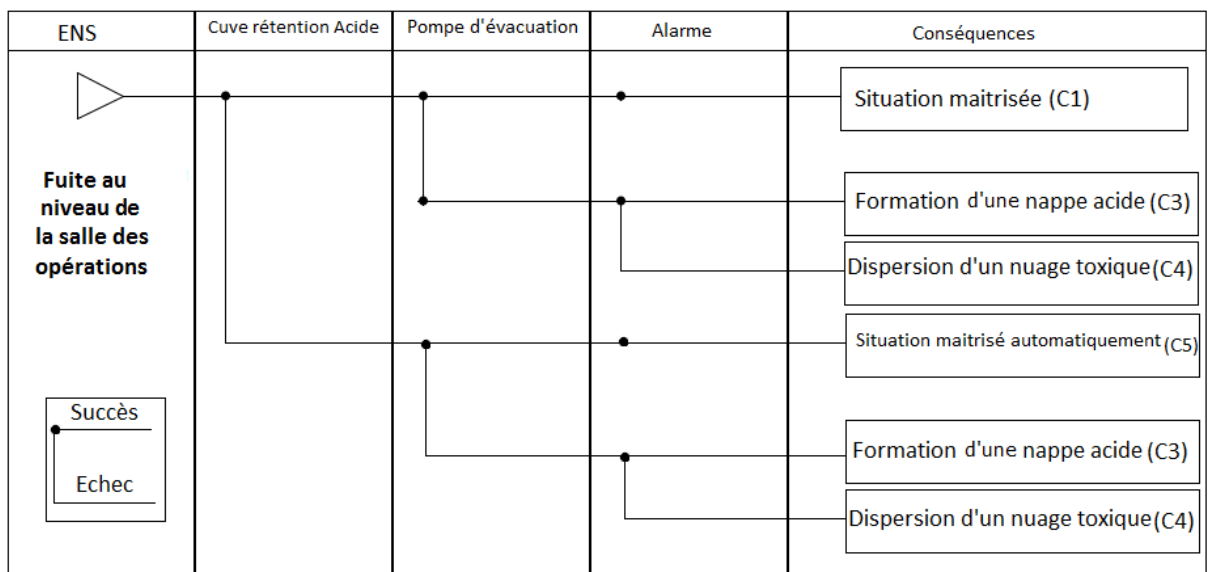 ENS
Cuve rétention Acide
Pompe d'évacuation
Alarme
Conséquences
Situation maitrisée (C1)
Fuite au
niveau de
la salle des
opérations
Formation d'une nappe acide (C3)
Dispersion d'un nuage toxique (C4)
Situation maitrisé automatiquement (C5)
Succès
Echec
Formation d'une nappe acide (C3)
Dispersion d'un nuage toxique (C4)